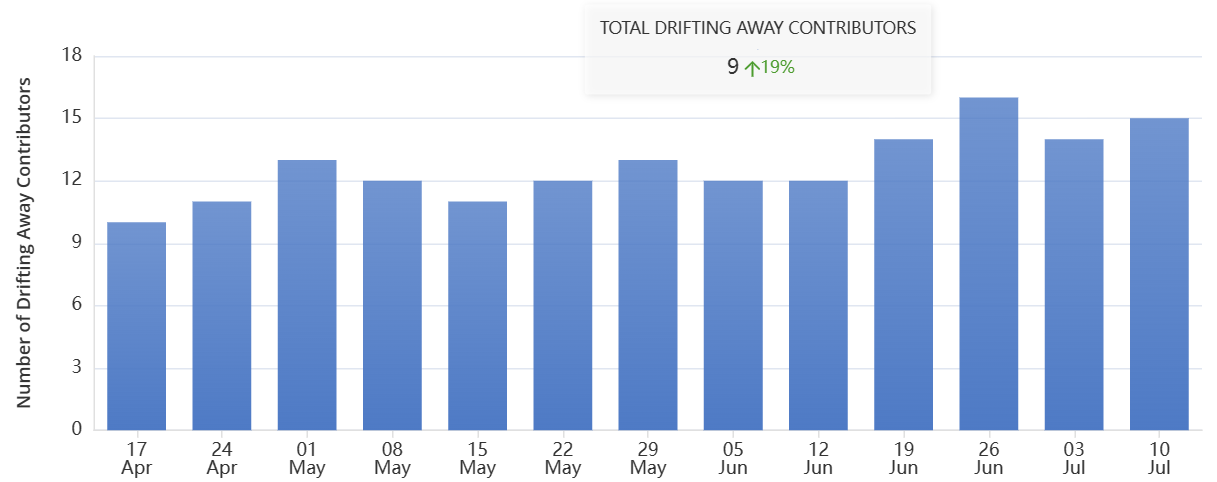 TOTAL DRIFTING AWAY CONTRIBUTORS
9 ↑19%
Number of Drifting Away Contributors
18
15
12
9
6
3
0
17 Apr
24 Apr
01 May
08 May
15 May
22 May
29 May
05 Jun
12 Jun
19 Jun
26 Jun
03 Jul
10 Jul